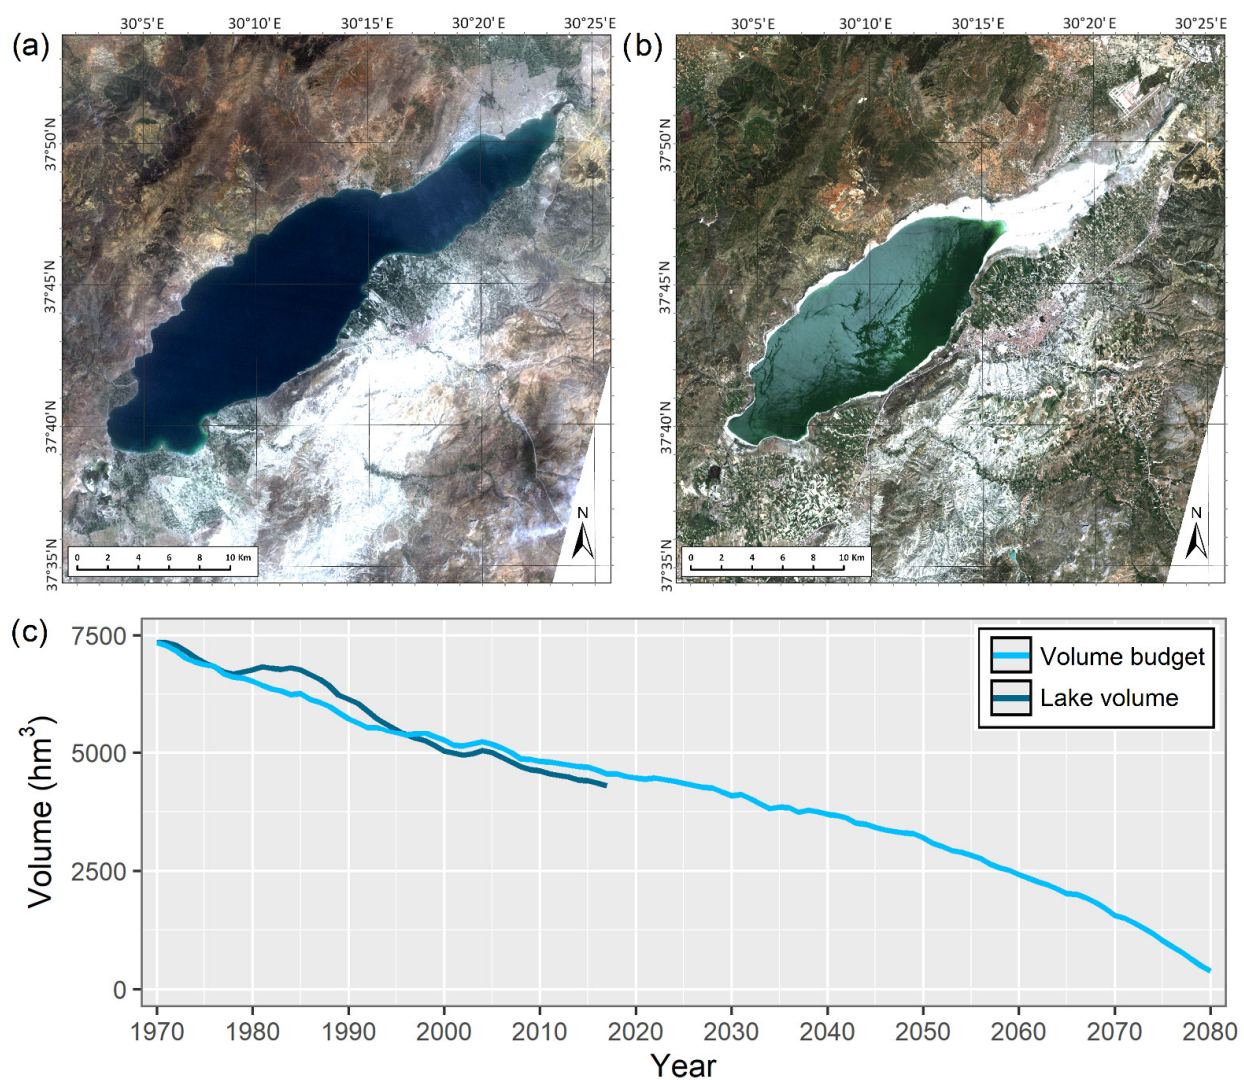 (a)
30°5'E 30°10'E 30°15'E 30°20'E 30°25'E
37°50'N
37°45'N
37°40'N
37°35'N
N
0 2 4 6 8 10 Km
(b)
30°5'E 30°10'E 30°15'E 30°20'E 30°25'E
37°50'N
37°45'N
37°40'N
37°35'N
N
0 2 4 6 8 10 Km
(c)
Volume (hm³)
7500
5000
2500
0
Volume budget
Lake volume
1970 1980 1990 2000 2010 2020 2030 2040 2050 2060 2070 2080
Year